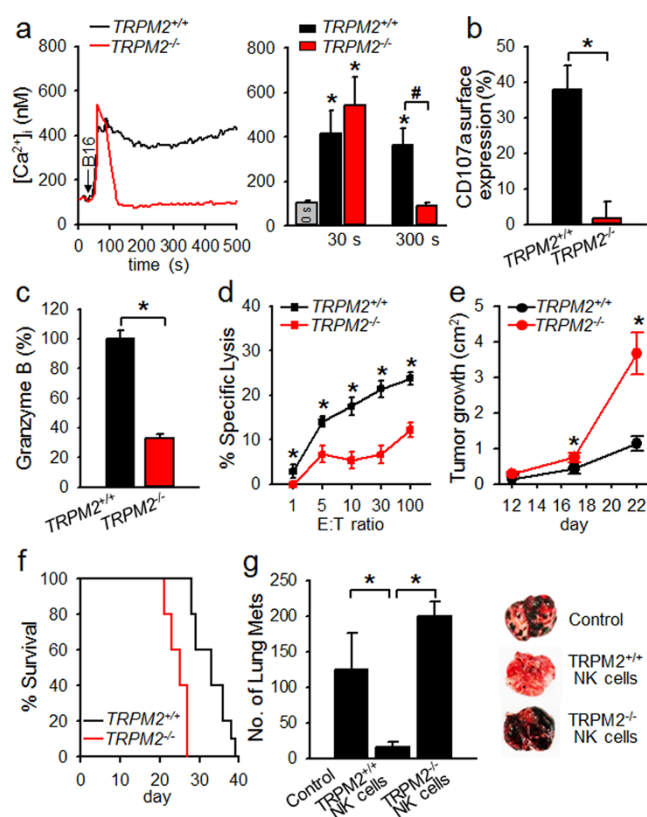 a
TRPM2+/+
TRPM2-/-
[Ca2+]i (nM)
800
600
400
200
0
B16
0 100 200 300 400 500
time (s)
TRPM2+/+
TRPM2-/-
800
600
400
200
0
*
*
*
#
0 s
30 s
300 s
b
CD107a surface
expression (%)
50
40
30
20
10
0
*
TRPM2+/+
TRPM2-/-
c
Granzyme B (%)
120
100
80
60
40
20
0
*
TRPM2+/+
TRPM2-/-
d
TRPM2+/+
TRPM2-/-
% Specific Lysis
40
30
20
10
0
* * * * *
1 5 10 30 100
E:T ratio
e
TRPM2+/+
TRPM2-/-
Tumor growth (cm2)
5
4
3
2
1
0
*
*
12 14 16 18 20 22
day
f
% Survival
100
80
60
40
20
0
TRPM2+/+
TRPM2-/-
0 10 20 30 40
day
g
No. of Lung Mets
250
200
150
100
50
0
* *
Control
TRPM2+/+
NK cells
TRPM2-/-
NK cells
Control
TRPM2+/+
NK cells
TRPM2-/-
NK cells